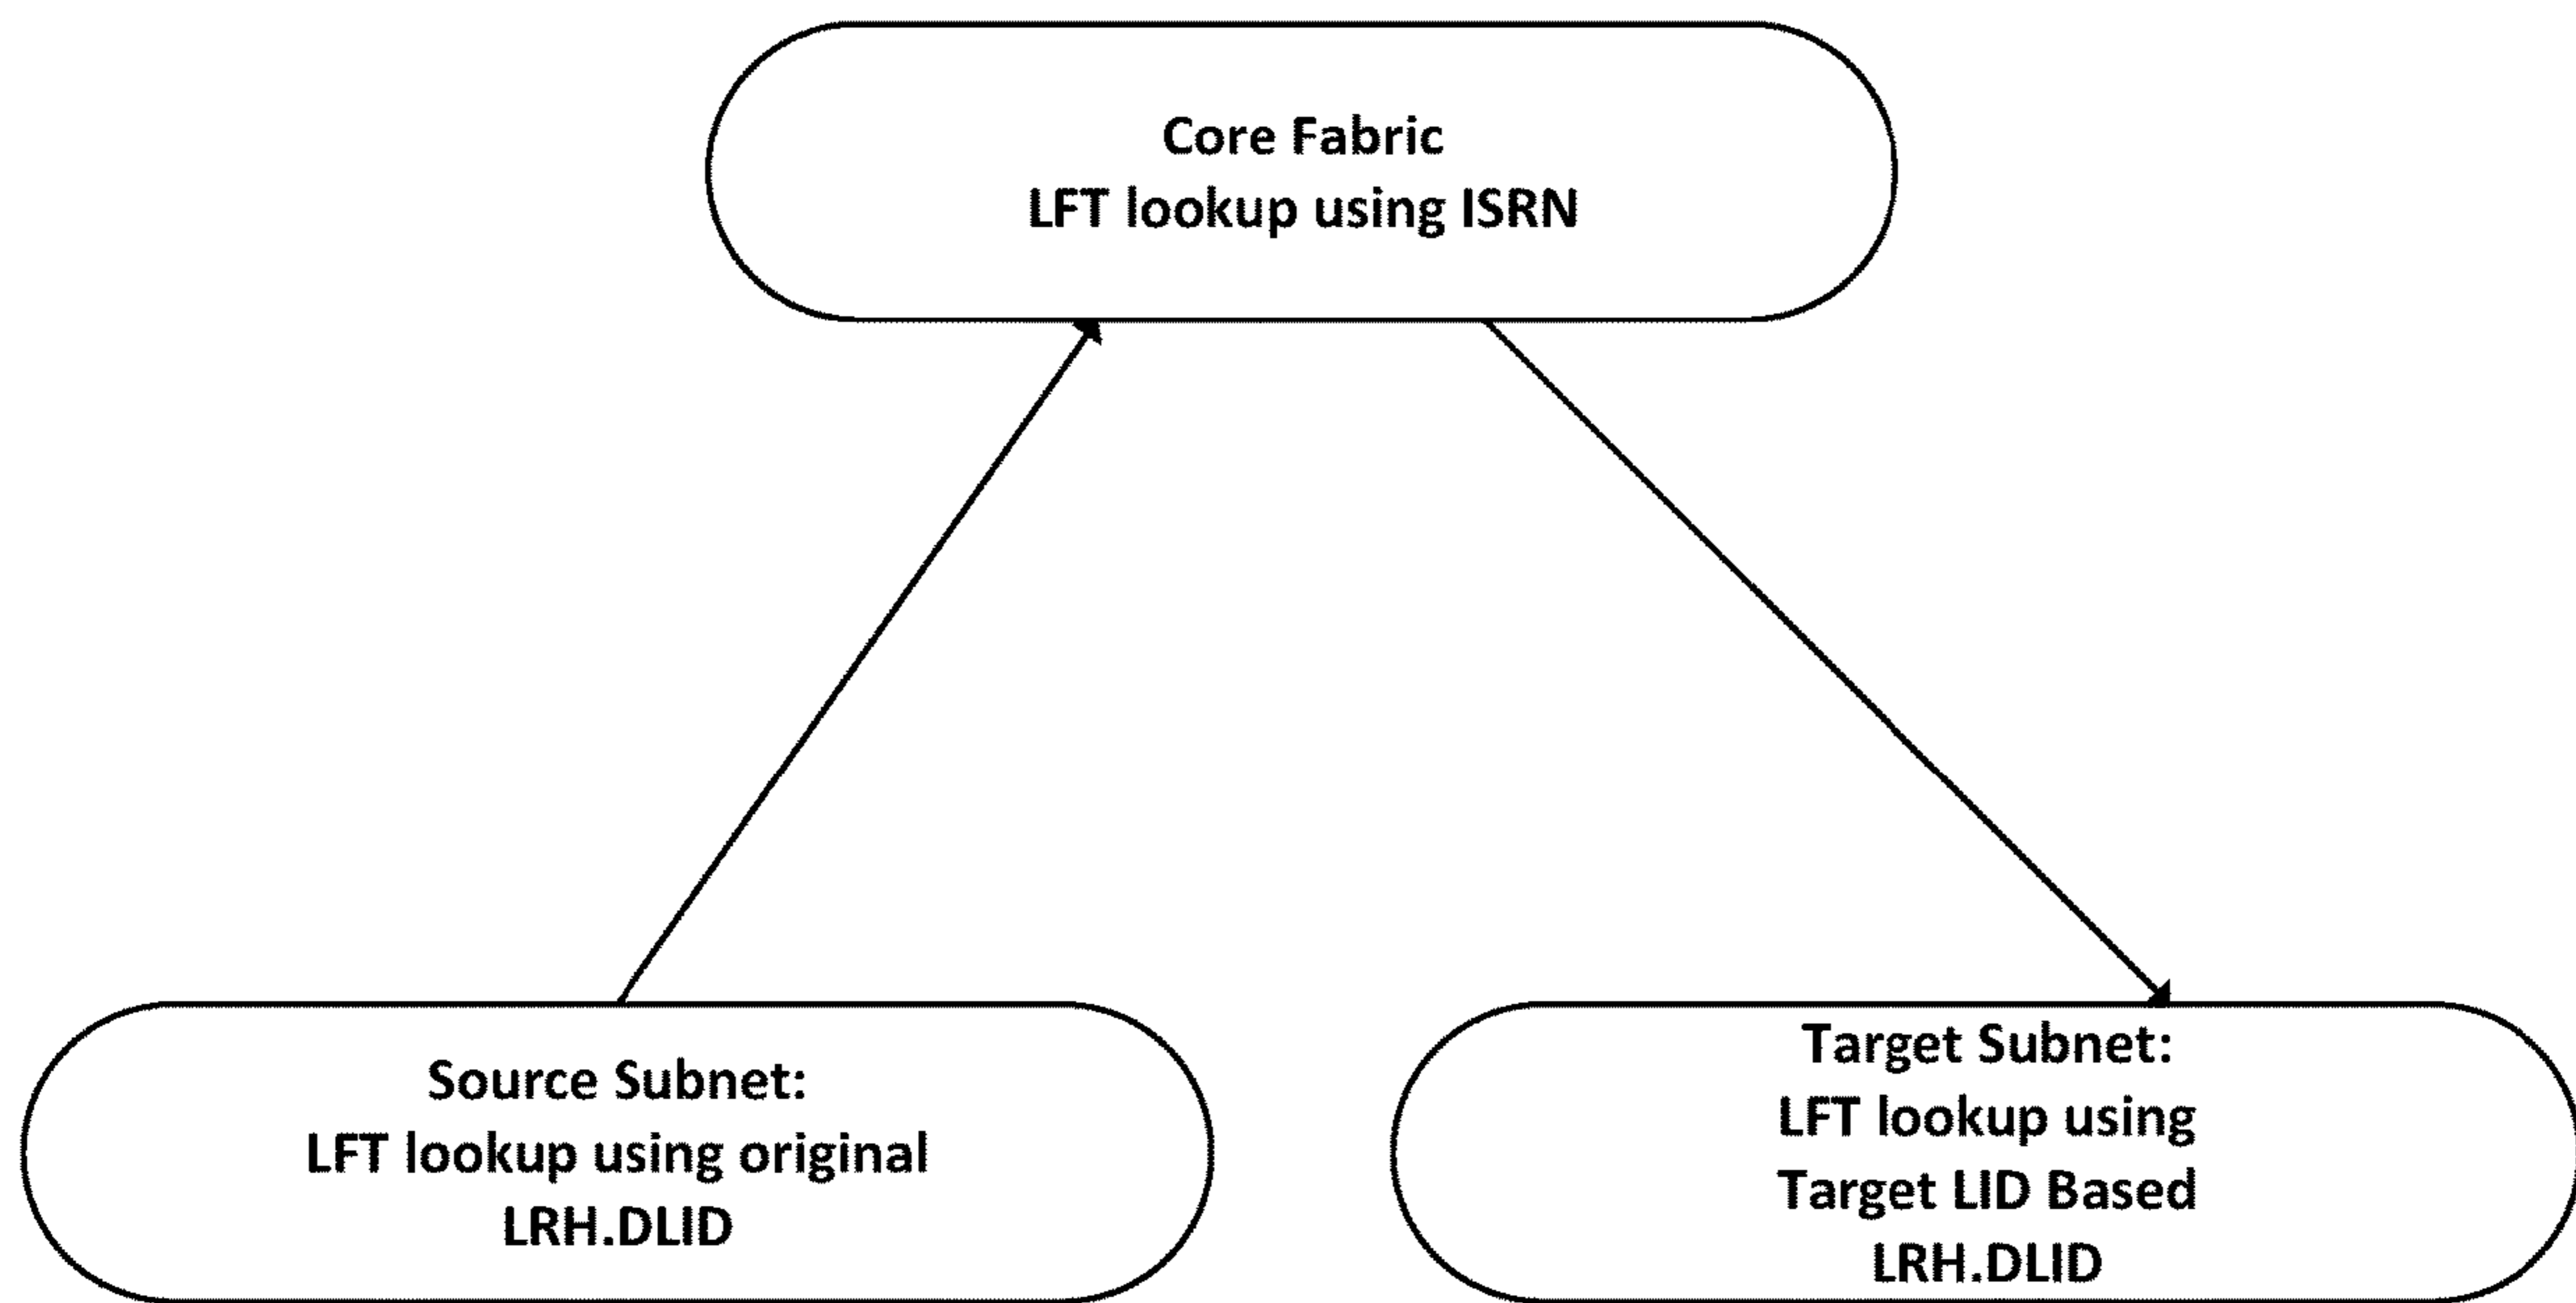 Core Fabric
LFT lookup using ISRN
Source Subnet:
LFT lookup using original
LRH.DLID
Target Subnet:
LFT lookup using
Target LID Based
LRH.DLID